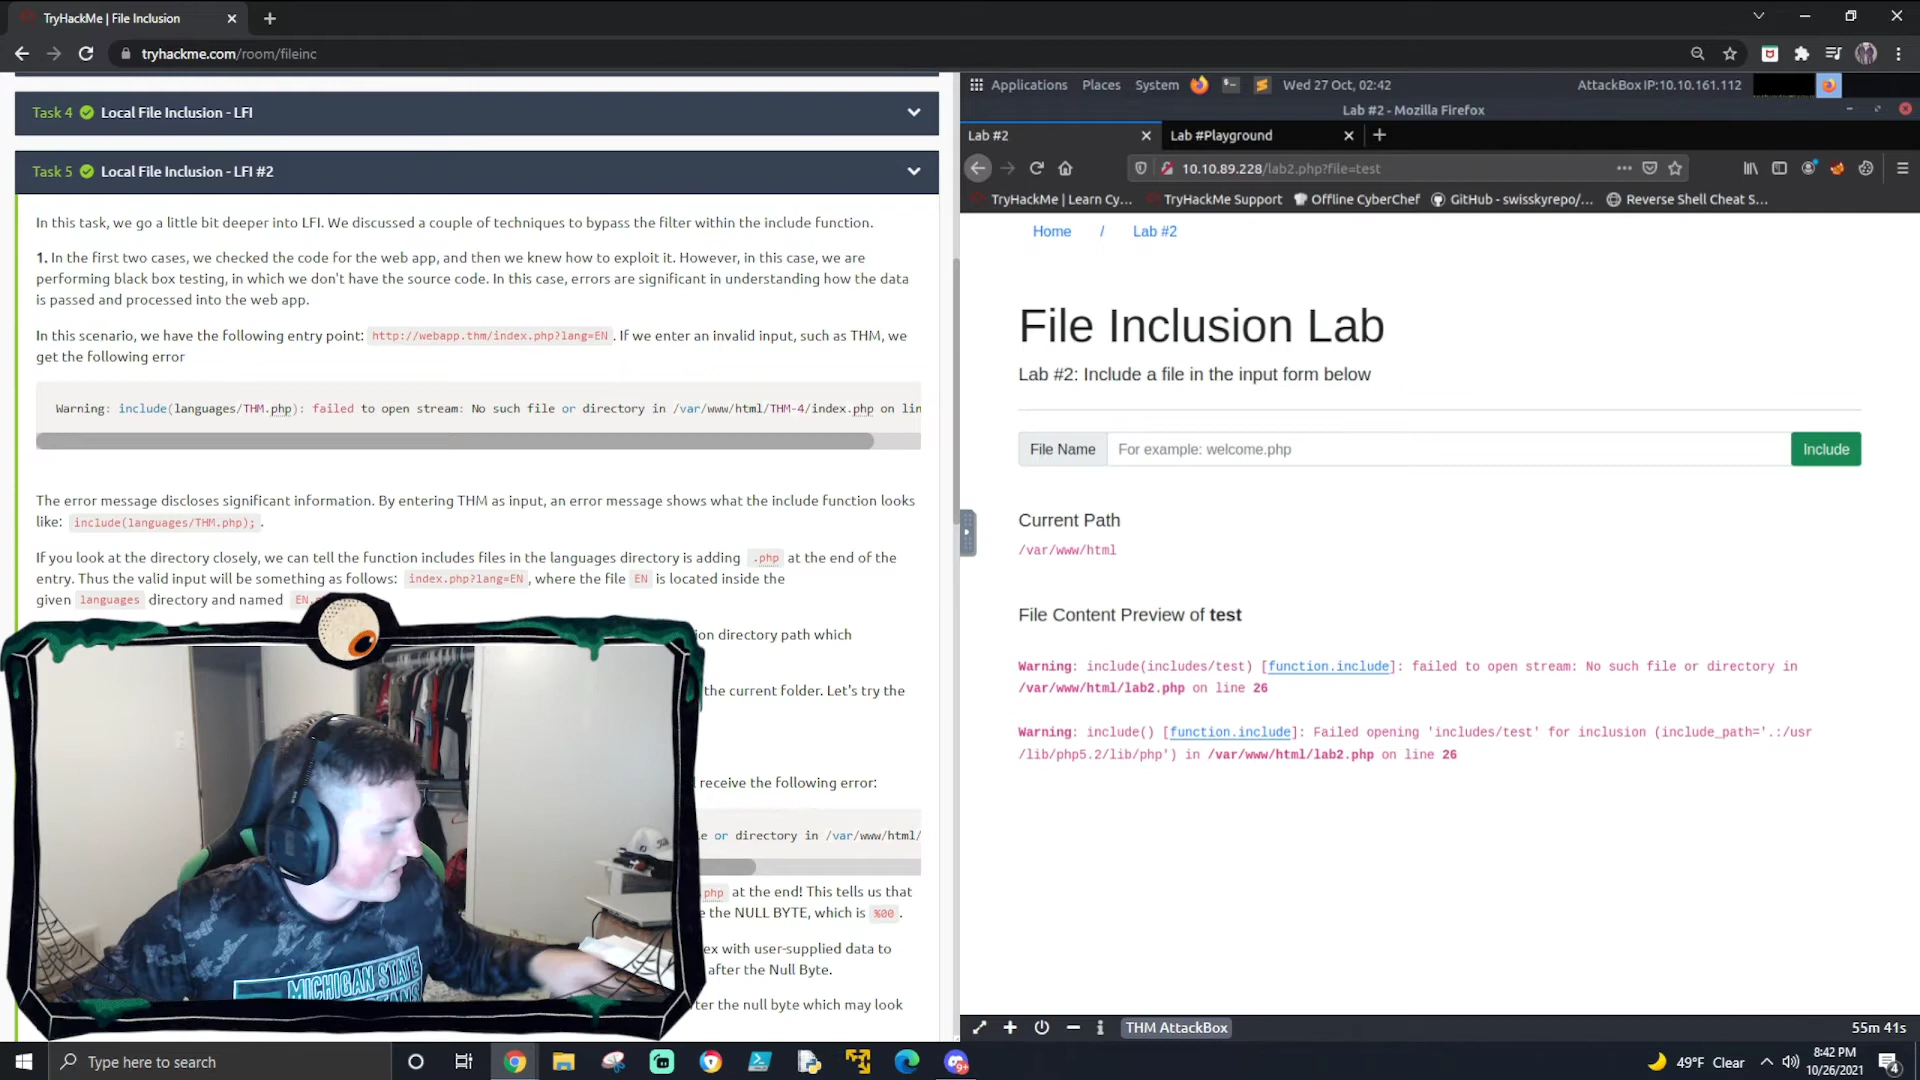 TryHackMe | File Inclusion
tryhackme.com/room/fileinc
Task 4 Local File Inclusion - LFI
Task 5 Local File Inclusion - LFI #2
In this task, we go a little bit deeper into LFI. We discussed a couple of techniques to bypass the filter within the include function.
1. In the first two cases, we checked the code for the web app, and then we knew how to exploit it. However, in this case, we are
performing black box testing, in which we don't have the source code. In this case, errors are significant in understanding how the data
is passed and processed into the web app.
In this scenario, we have the following entry point: http://webapp.thm/index.php?lang=EN. If we enter an invalid input, such as THM, we
get the following error
Warning: include(languages/THM.php): failed to open stream: No such file or directory in /var/www/html/THM-4/index.php on lin
The error message discloses significant information. By entering THM as input, an error message shows what the include function looks
like: include(languages/THM.php);.
If you look at the directory closely, we can tell the function includes files in the languages directory is adding .php at the end of the
entry. Thus the valid input will be something as follows: index.php?lang=EN, where the file EN is located inside the
given languages directory and named
directory path which
the current folder. Let's try the
receive the following error:
or directory in /var/www/html/
php at the end! This tells us that
the NULL BYTE, which is %00.
with user-supplied data to
after the Null Byte.
the null byte which may look
MICHIGAN STATE
Applications Places System Wed 27 Oct, 02:42 AttackBox IP:10.10.161.112
Lab #2 - Mozilla Firefox
Lab #2 Lab #Playground
10.10.89.228/lab2.php?file=test
TryHackMe | Learn Cy... TryHackMe Support Offline CyberChef GitHub - swisskyrepo/... Reverse Shell Cheat S...
Home / Lab #2
File Inclusion Lab
Lab #2: Include a file in the input form below
File Name For example: welcome.php Include
Current Path
/var/www/html
File Content Preview of test
Warning: include(includes/test) [function.include]: failed to open stream: No such file or directory in
/var/www/html/lab2.php on line 26
Warning: include() [function.include]: Failed opening 'includes/test' for inclusion (include_path='.:/usr
/lib/php5.2/lib/php') in /var/www/html/lab2.php on line 26
THM AttackBox 55m 41s
Type here to search
9+
49°F Clear
8:42 PM
10/26/2021
4